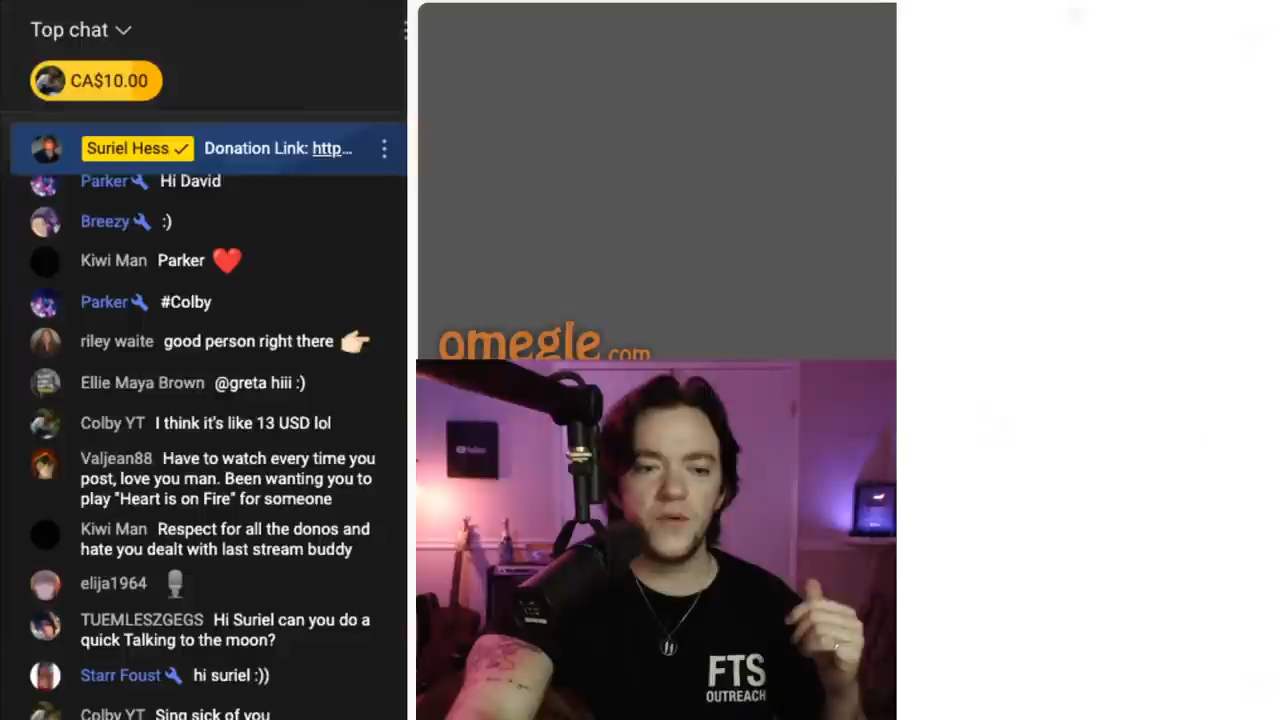 Top chat
CA$10.00
Suriel Hess Donation Link: http...
Parker Hi David
Breezy :)
Kiwi Man Parker ❤️
Parker #Colby
riley waite good person right there 👉🏻
Ellie Maya Brown @greta hiii :)
Colby YT I think it's like 13 USD lol
Valjean88 Have to watch every time you
post, love you man. Been wanting you to
play "Heart is on Fire" for someone
Kiwi Man Respect for all the donos and
hate you dealt with last stream buddy
elija1964 🎙️
TUEMLESZGEGS Hi Suriel can you do a
quick Talking to the moon?
Starr Foust hi suriel :))
Colby YT Sing sick of you
omegle.com
FTS
OUTREACH